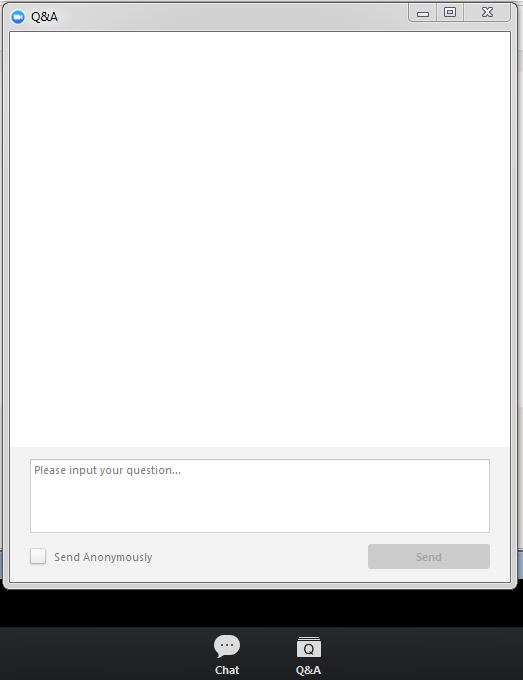 Q&A
Please input your question...
Send Anonymously
Send
Q
Chat
Q&A